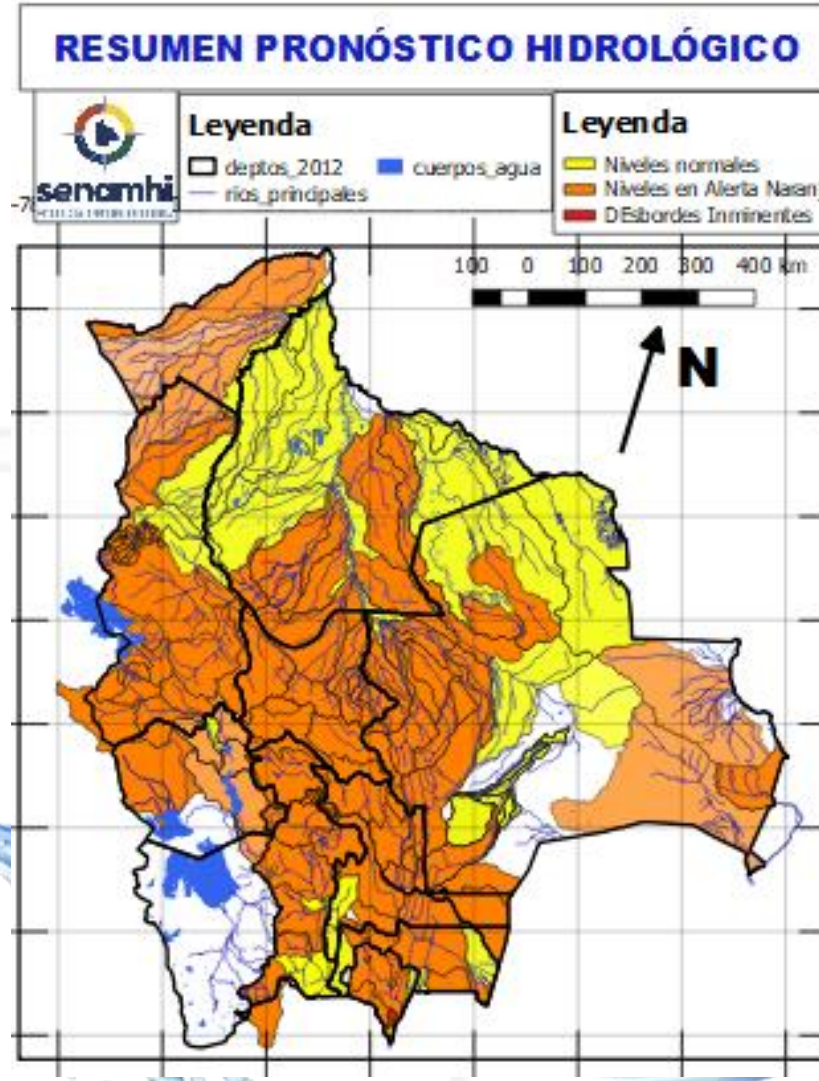 RESUMEN PRONÓSTICO HIDROLÓGICO
senamhi
Leyenda
deptos_2012
cuerpos_agua
rios_principales
Leyenda
Niveles normales
Niveles en Alerta Naranj
DEsbordes Inminentes
100 0 100 200 300 400 km
N